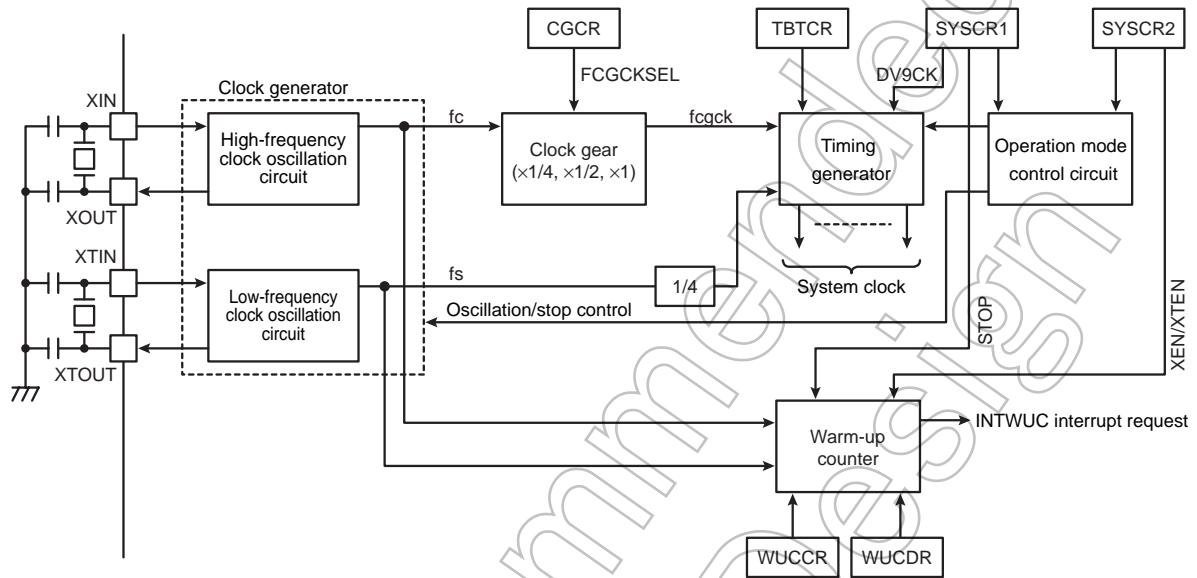 CGCR
TBTCR
SYSCR1
SYSCR2
FCGCKSEL
DV9CK
Clock generator
XIN
High-frequency
clock oscillation
circuit
fc
Clock gear
(×1/4, ×1/2, ×1)
fcgck
Timing
generator
Operation mode
control circuit
XOUT
XTIN
Low-frequency
clock oscillation
circuit
fs
1/4
System clock
Oscillation/stop control
STOP
XEN/XTEN
XTOUT
Warm-up
counter
INTWUC interrupt request
WUCCR
WUCDR
mmended
Design